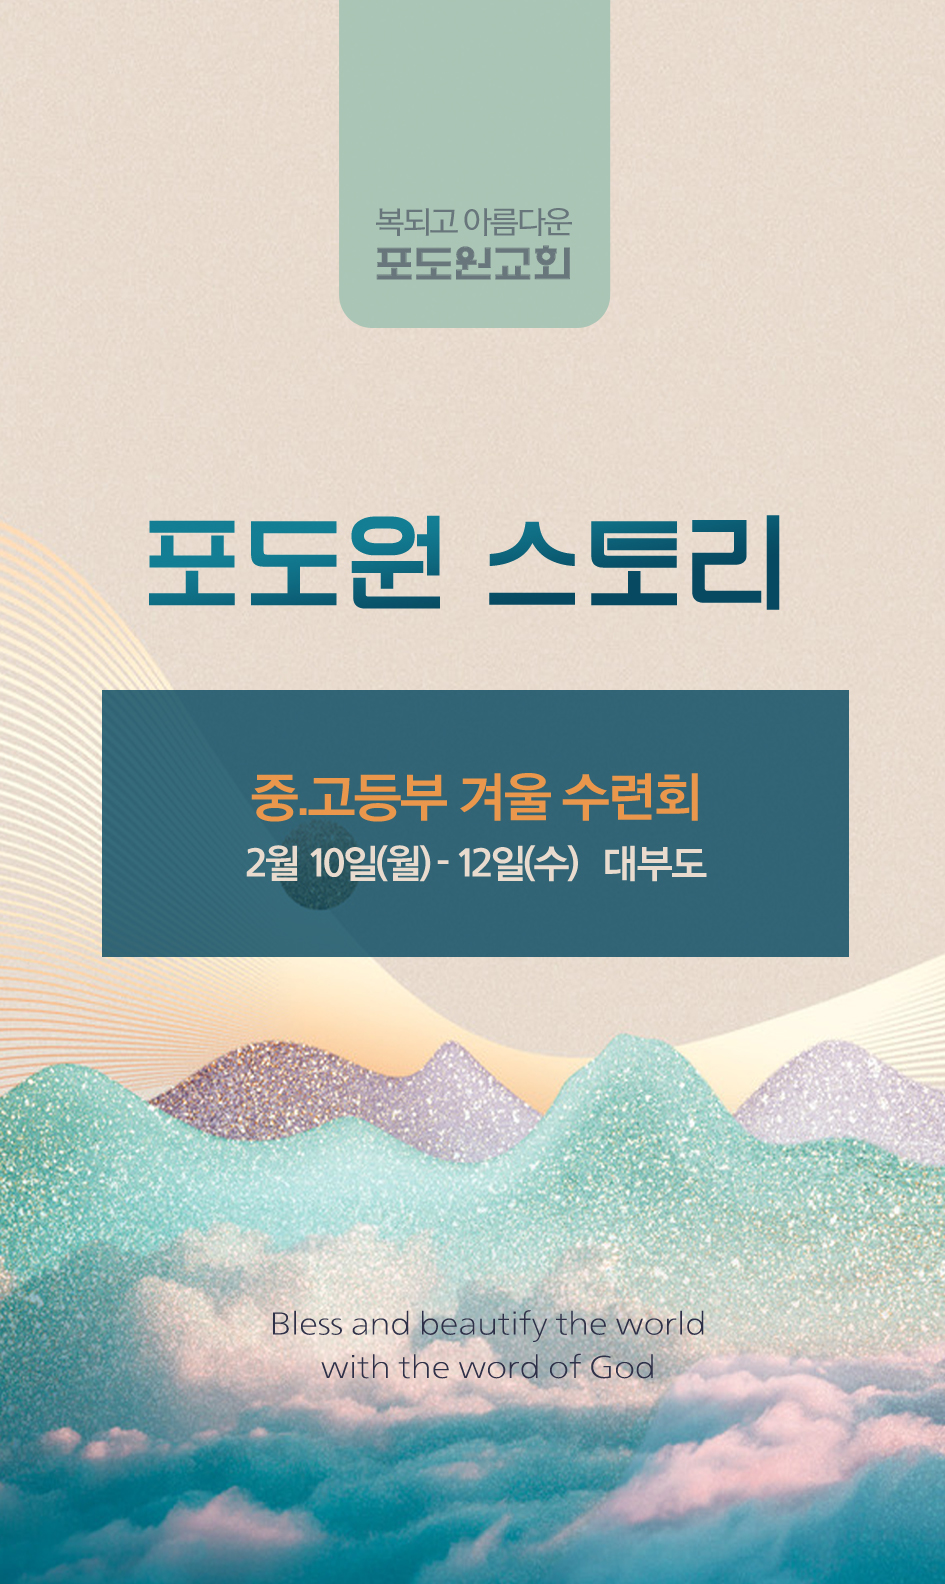 복되고 아름다운
포도원교회
포도원 스토리
중.고등부 겨울 수련회
2월 10일(월) - 12일(수) 대부도
Bless and beautify the world
with the word of God